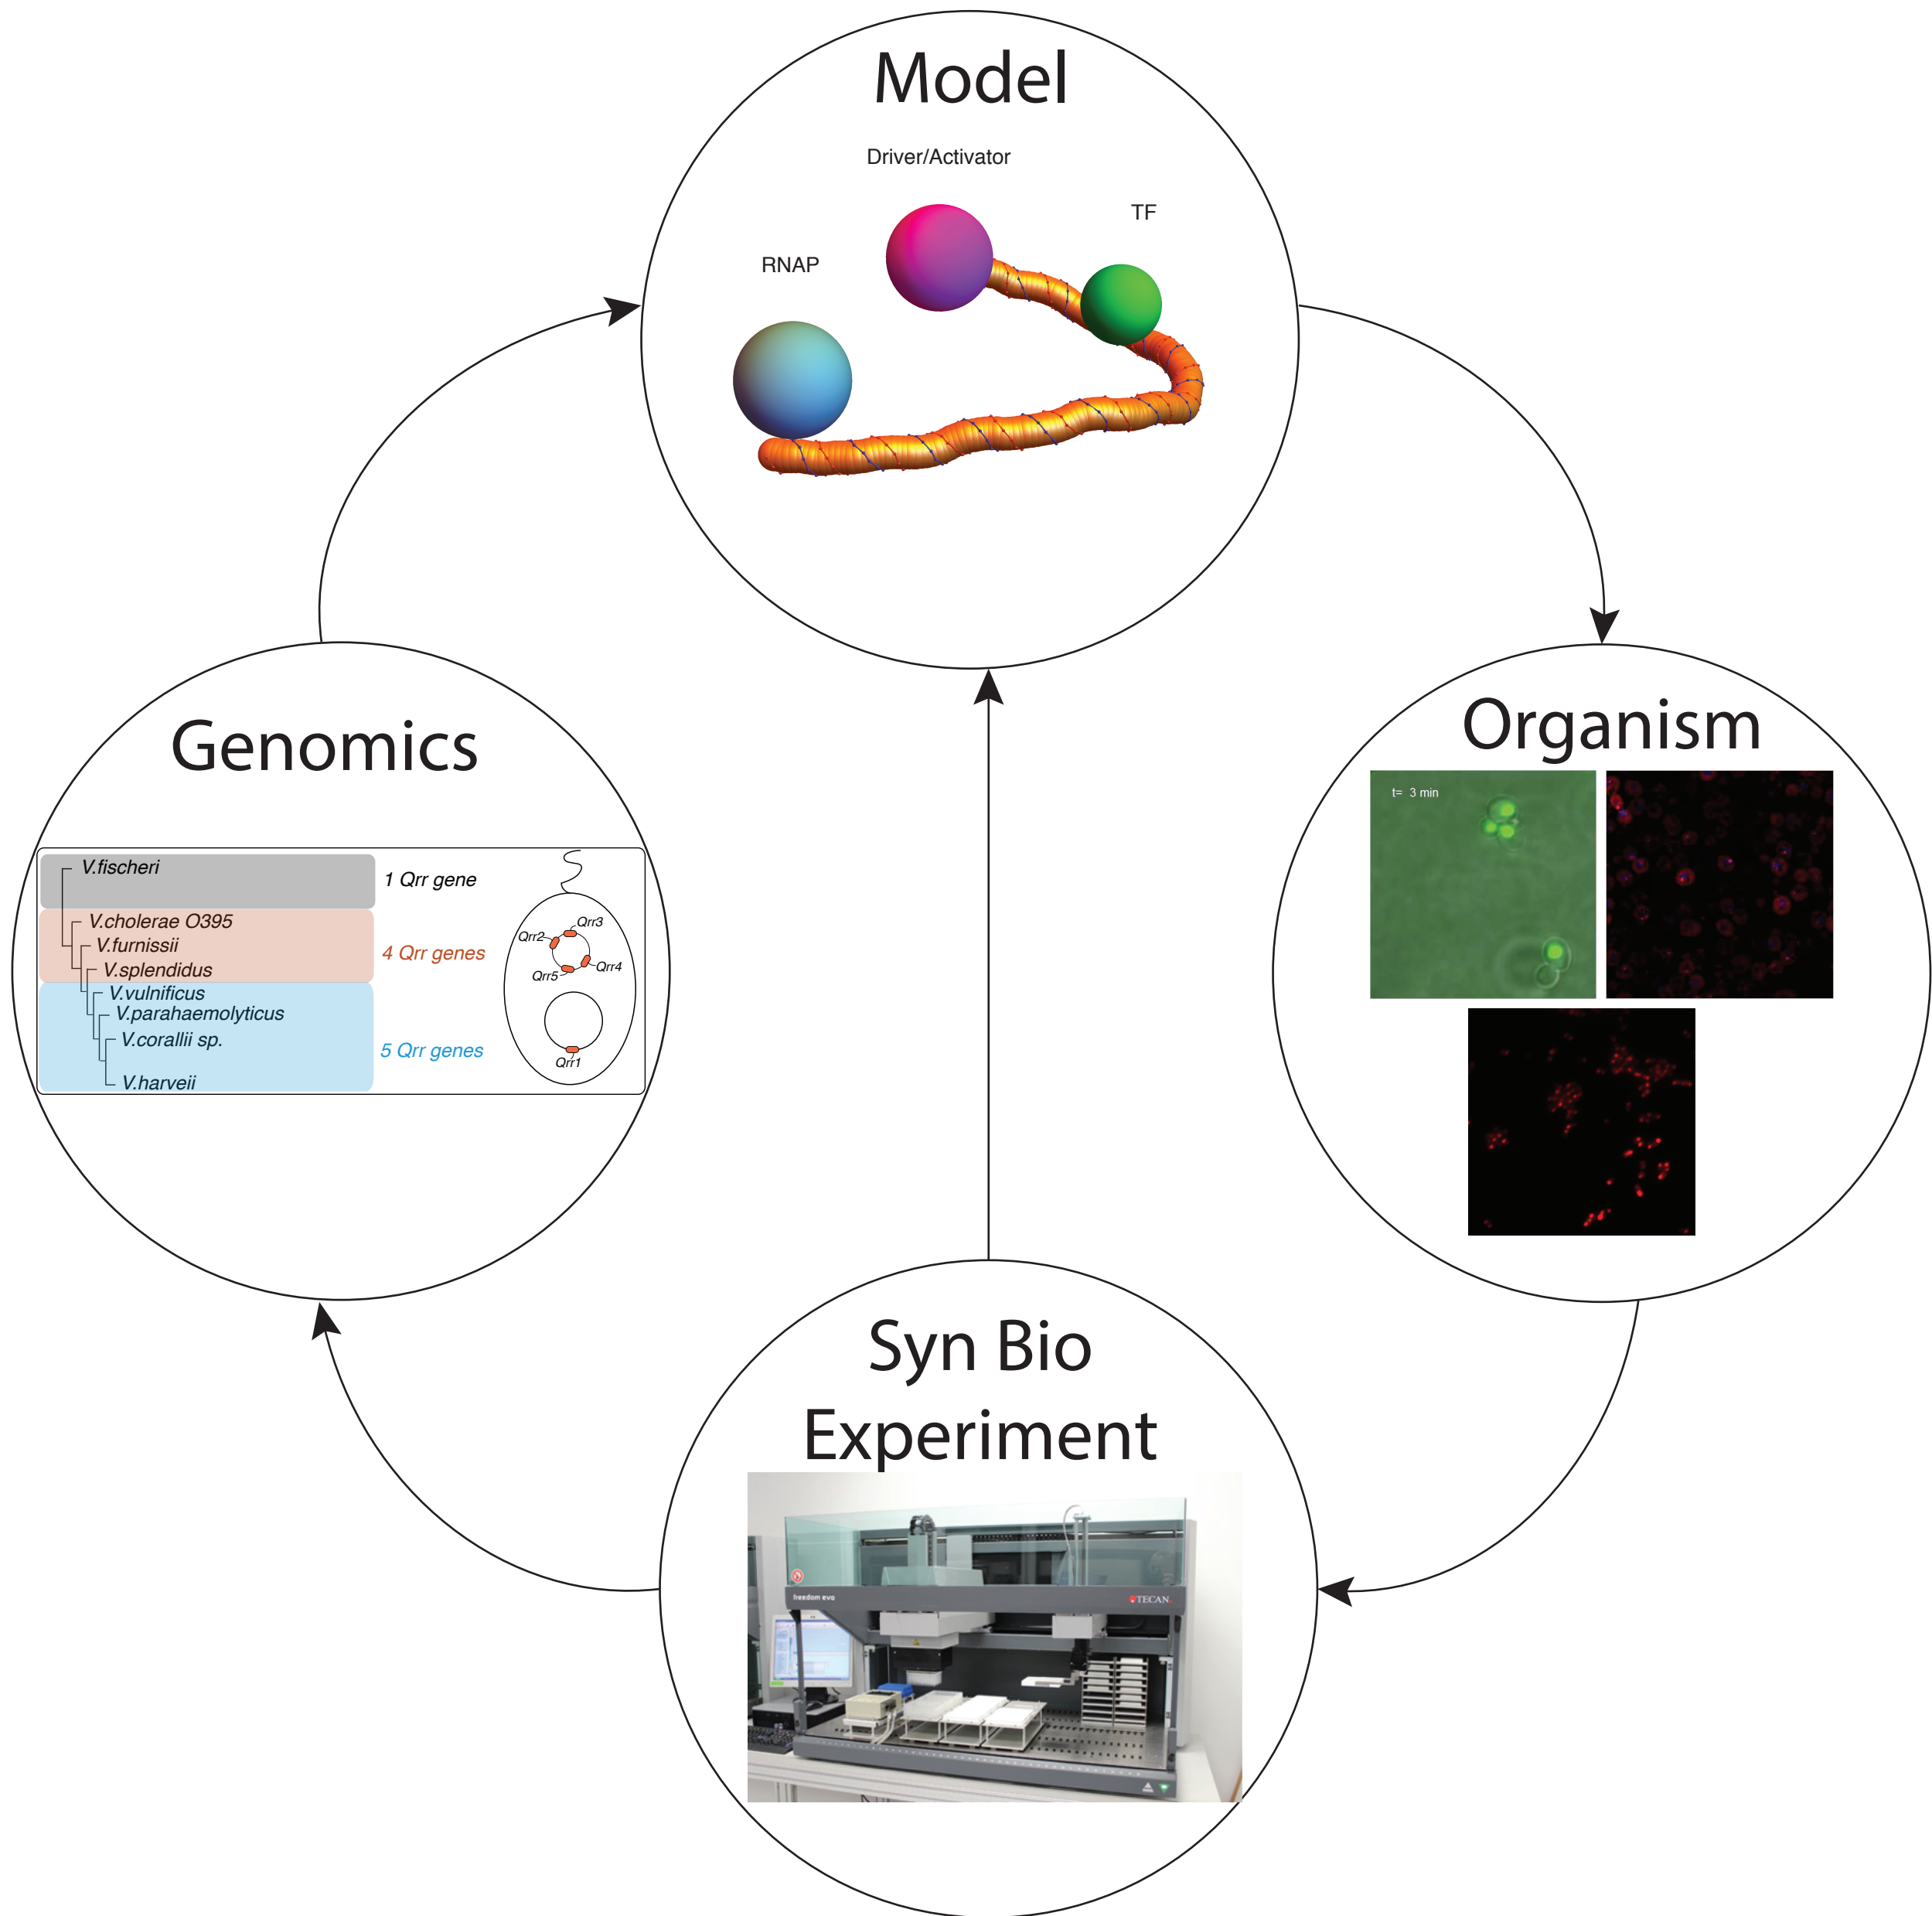 Model
Driver/Activator
TF
RNAP
Genomics
V.fischeri
1 Qrr gene
V.cholerae O395
V.furnissii
4 Qrr genes
V.splendidus
V.vulnificus
V.parahaemolyticus
V.corallii sp.
5 Qrr genes
V.harveii
Qrr3
Qrr2
Qrr4
Qrr5
Qrr1
Organism
t= 3 min
Syn Bio
Experiment
freedom evo
TECAN